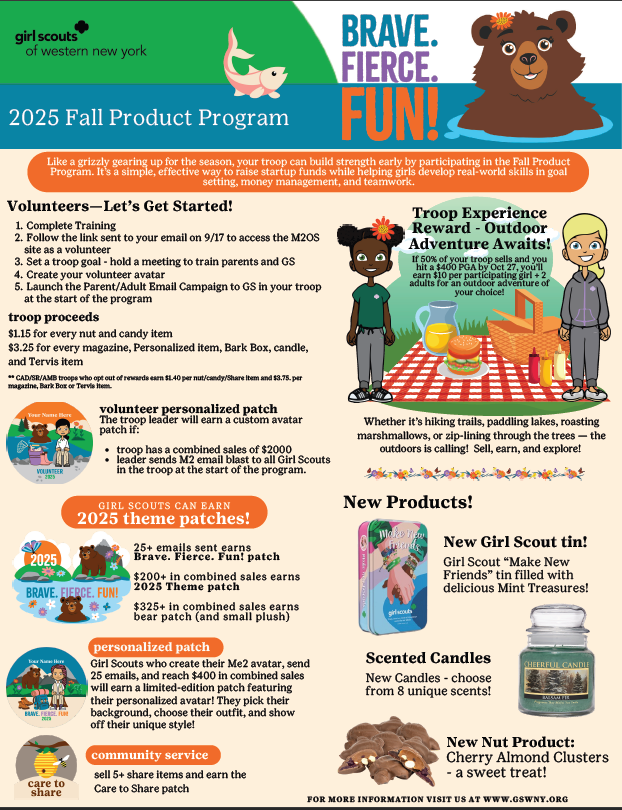 girl scouts
of western new york
BRAVE.
FIERCE.
FUN!
2025 Fall Product Program
Like a grizzly gearing up for the season, your troop can build strength early by participating in the Fall Product
Program. It's a simple, effective way to raise startup funds while helping girls develop real-world skills in goal
setting, money management, and teamwork.
Volunteers—Let's Get Started!
1. Complete Training
2. Follow the link sent to your email on 9/17 to access the M2OS
site as a volunteer
3. Set a troop goal - hold a meeting to train parents and GS
4. Create your volunteer avatar
5. Launch the Parent/Adult Email Campaign to GS in your troop
at the start of the program
troop proceeds
$1.15 for every nut and candy item
$3.25 for every magazine, Personalized item, Bark Box, candle,
and Tervis item
** CAD/SR/AMB troops who opt out of rewards earn $1.40 per nut/candy/Share item and $3.75. per
magazine, Bark Box or Tervis item.
Your Name Here
VOLUNTEER
2025
volunteer personalized patch
The troop leader will earn a custom avatar
patch if:
• troop has a combined sales of $2000
• leader sends M2 email blast to all Girl Scouts
in the troop at the start of the program.
GIRL SCOUTS CAN EARN
2025 theme patches!
2025
BRAVE. FIERCE. FUN!
25+ emails sent earns
Brave. Fierce. Fun! patch
$200+ in combined sales earns
2025 Theme patch
$325+ in combined sales earns
bear patch (and small plush)
Your Name Here
BRAVE. FIERCE. FUN!
2025
personalized patch
Girl Scouts who create their Me2 avatar, send
25 emails, and reach $400 in combined sales
will earn a limited-edition patch featuring
their personalized avatar! They pick their
background, choose their outfit, and show
off their unique style!
care to
share
community service
sell 5+ share items and earn the
Care to Share patch
Troop Experience
Reward - Outdoor
Adventure Awaits!
If 50% of your troop sells and you
hit a $400 PGA by Oct 27, you'll
earn $10 per participating girl + 2
adults for an outdoor adventure of
your choice!
Whether it's hiking trails, paddling lakes, roasting
marshmallows, or zip-lining through the trees — the
outdoors is calling! Sell, earn, and explore!
New Products!
Make new
friends
girl scouts
New Girl Scout tin!
Girl Scout "Make New
Friends" tin filled with
delicious Mint Treasures!
Scented Candles
New Candles - choose
from 8 unique scents!
CHEERFUL CANDLE
BALSAM FIR
New Nut Product:
Cherry Almond Clusters
- a sweet treat!
FOR MORE INFORMATION VISIT US AT WWW.GSWNY.ORG